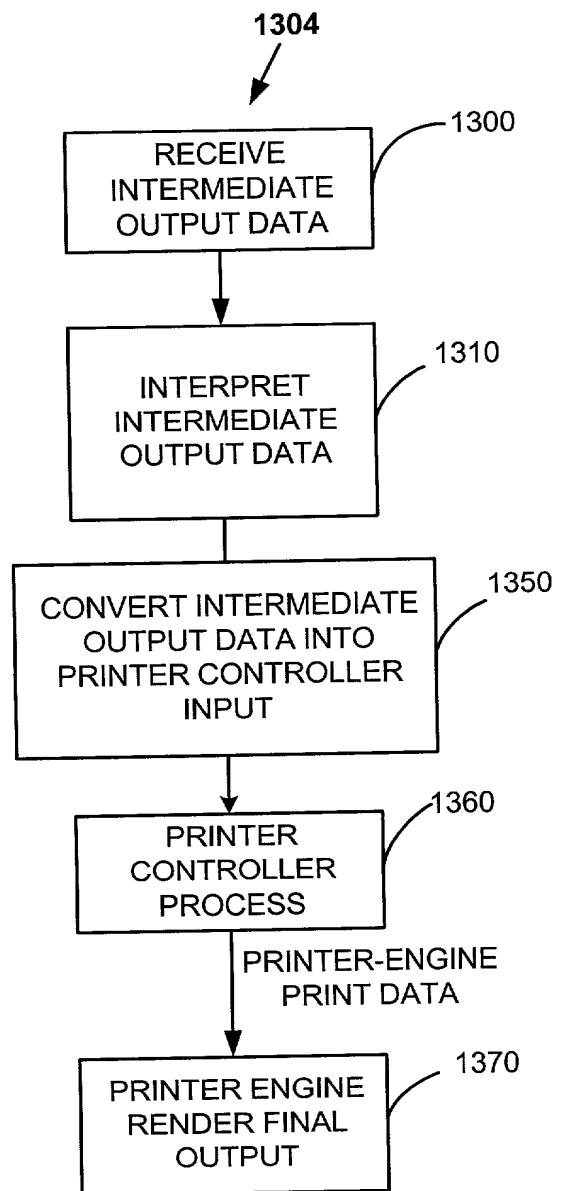 1304
1300
RECEIVE
INTERMEDIATE
OUTPUT DATA
1310
INTERPRET
INTERMEDIATE
OUTPUT DATA
1350
CONVERT INTERMEDIATE
OUTPUT DATA INTO
PRINTER CONTROLLER
INPUT
1360
PRINTER
CONTROLLER
PROCESS
PRINTER-ENGINE
PRINT DATA
1370
PRINTER ENGINE
RENDER FINAL
OUTPUT